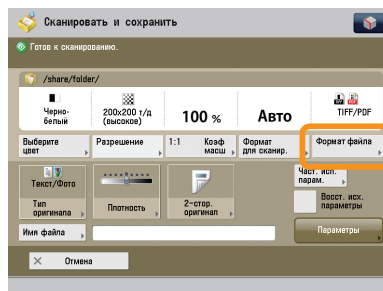 Сканировать и сохранить
Готов к сканированию.
/share/folder/
Черно-
белый
200x200 т/д
(высокое)
100 %
Авто
TIFF/PDF
Выберите
цвет
Разрешение
1:1
Коэф
масш
Формат
для сканир.
Формат файла
Текст/Фото
Тип
оригинала
Плотность
2-стор.
оригинал
Част. исп.
парам.
Восст. исх.
параметры
Имя файла
Параметры
Отмена